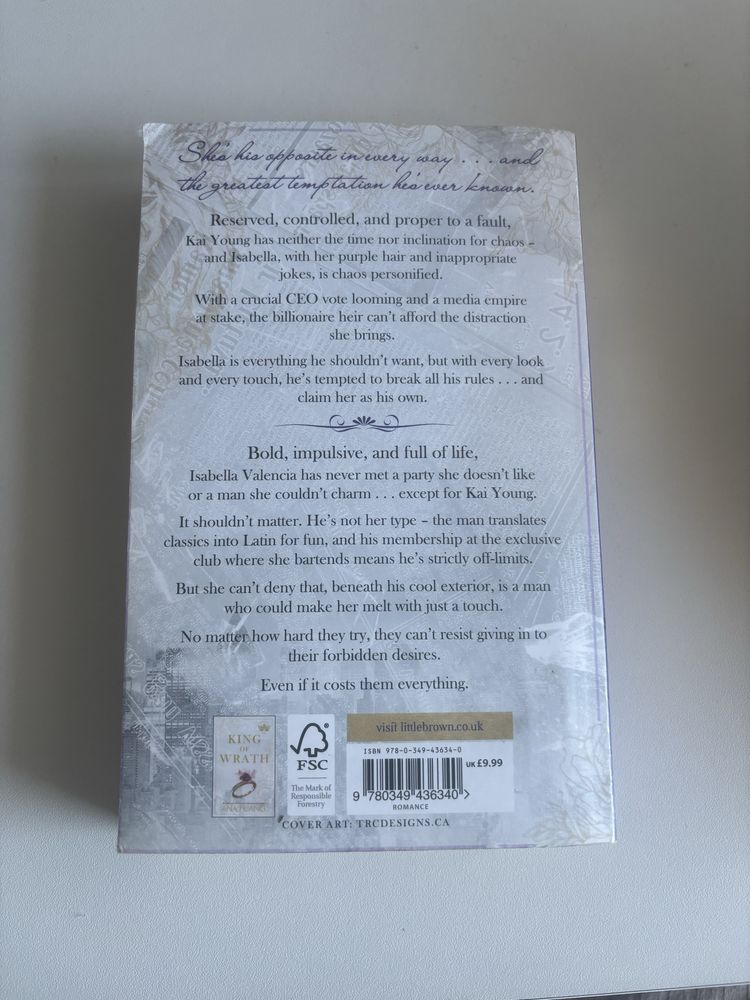 She's his opposite in every way . . . and
the greatest temptation he's ever known.
Reserved, controlled, and proper to a fault,
Kai Young has neither the time nor inclination for chaos –
and Isabella, with her purple hair and inappropriate
jokes, is chaos personified.
With a crucial CEO vote looming and a media empire
at stake, the billionaire heir can't afford the distraction
she brings.
Isabella is everything he shouldn't want, but with every look
and every touch, he's tempted to break all his rules . . . and
claim her as his own.
Bold, impulsive, and full of life,
Isabella Valencia has never met a party she doesn't like
or a man she couldn't charm . . . except for Kai Young.
It shouldn't matter. He's not her type – the man translates
classics into Latin for fun, and his membership at the exclusive
club where she bartends means he's strictly off-limits.
But she can't deny that, beneath his cool exterior, is a man
who could make her melt with just a touch.
No matter how hard they try, they can't resist giving in to
their forbidden desires.
Even if it costs them everything.
KING
OF
WRATH
ANA HUANG
FSC
The Mark of
Responsible
Forestry
visit littlebrown.co.uk
ISBN 978-0-349-43634-0
UK £9.99
9 780349 436340 >
ROMANCE
COVER ART: TRCDESIGNS.CA